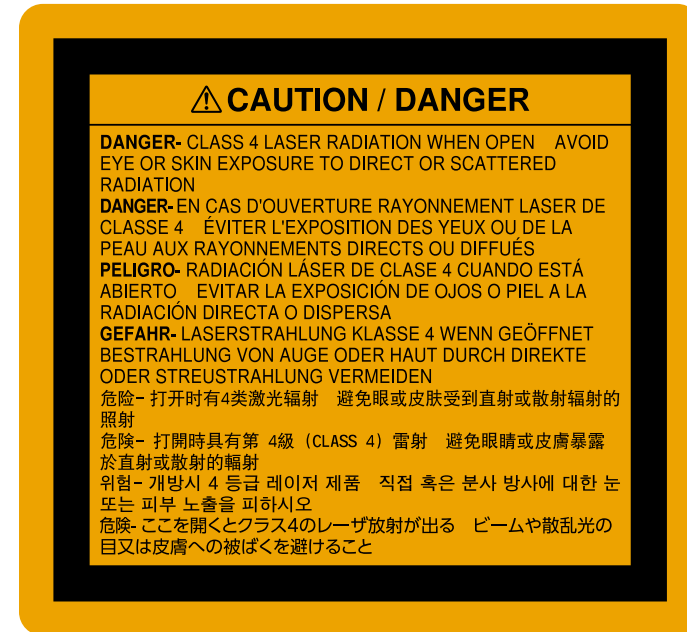 ⚠ CAUTION / DANGER
DANGER- CLASS 4 LASER RADIATION WHEN OPEN AVOID
EYE OR SKIN EXPOSURE TO DIRECT OR SCATTERED
RADIATION
DANGER- EN CAS D'OUVERTURE RAYONNEMENT LASER DE
CLASSE 4 ÉVITER L'EXPOSITION DES YEUX OU DE LA
PEAU AUX RAYONNEMENTS DIRECTS OU DIFFUÉS
PELIGRO- RADIACIÓN LÁSER DE CLASE 4 CUANDO ESTÁ
ABIERTO EVITAR LA EXPOSICIÓN DE OJOS O PIEL A LA
RADIACIÓN DIRECTA O DISPERSA
GEFAHR- LASERSTRAHLUNG KLASSE 4 WENN GEÖFFNET
BESTRAHLUNG VON AUGE ODER HAUT DURCH DIREKTE
ODER STREUSTRAHLUNG VERMEIDEN
危险- 打开时有4类激光辐射 避免眼或皮肤受到直射或散射辐射的
照射
危険- 打開時具有第 4級 (CLASS 4) 雷射 避免眼睛或皮膚暴露
於直射或散射的輻射
위험- 개방시 4 등급 레이저 제품 직접 혹은 분사 방사에 대한 눈
또는 피부 노출을 피하시오
危険- ここを開くとクラス4のレーザ放射が出る ビームや散乱光の
目又は皮膚への被ばくを避けること